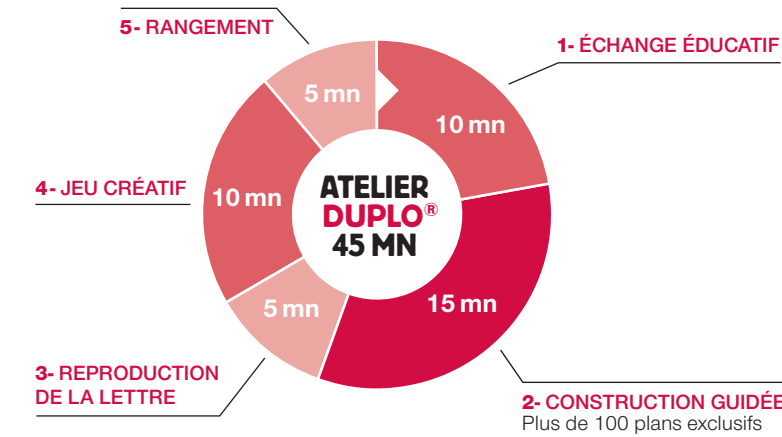 5- RANGEMENT
1- ÉCHANGE ÉDUCATIF
5 mn
10 mn
4- JEU CRÉATIF
10 mn
ATELIER
DUPLO®
45 MN
15 mn
5 mn
3- REPRODUCTION
DE LA LETTRE
2- CONSTRUCTION GUIDÉE
Plus de 100 plans exclusifs